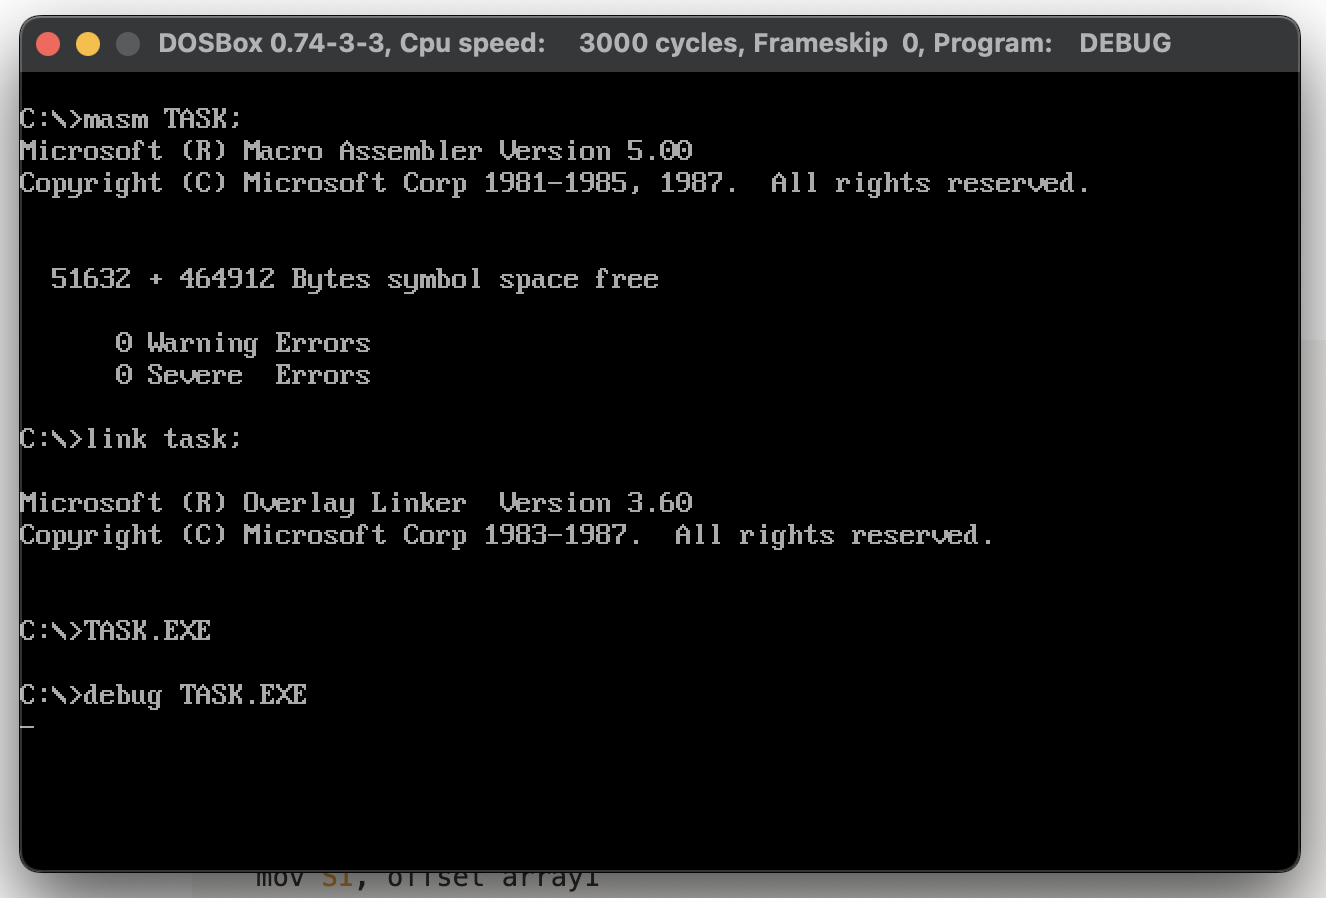 DOSBox 0.74-3-3, Cpu speed: 3000 cycles, Frameskip 0, Program: DEBUG
C:\>masm TASK;
Microsoft (R) Macro Assembler Version 5.00
Copyright (C) Microsoft Corp 1981-1985, 1987. All rights reserved.
51632 + 464912 Bytes symbol space free
0 Warning Errors
0 Severe Errors
C:\>link task;
Microsoft (R) Overlay Linker Version 3.60
Copyright (C) Microsoft Corp 1983-1987. All rights reserved.
C:\>TASK.EXE
C:\>debug TASK.EXE
_
mov SI, offset array1